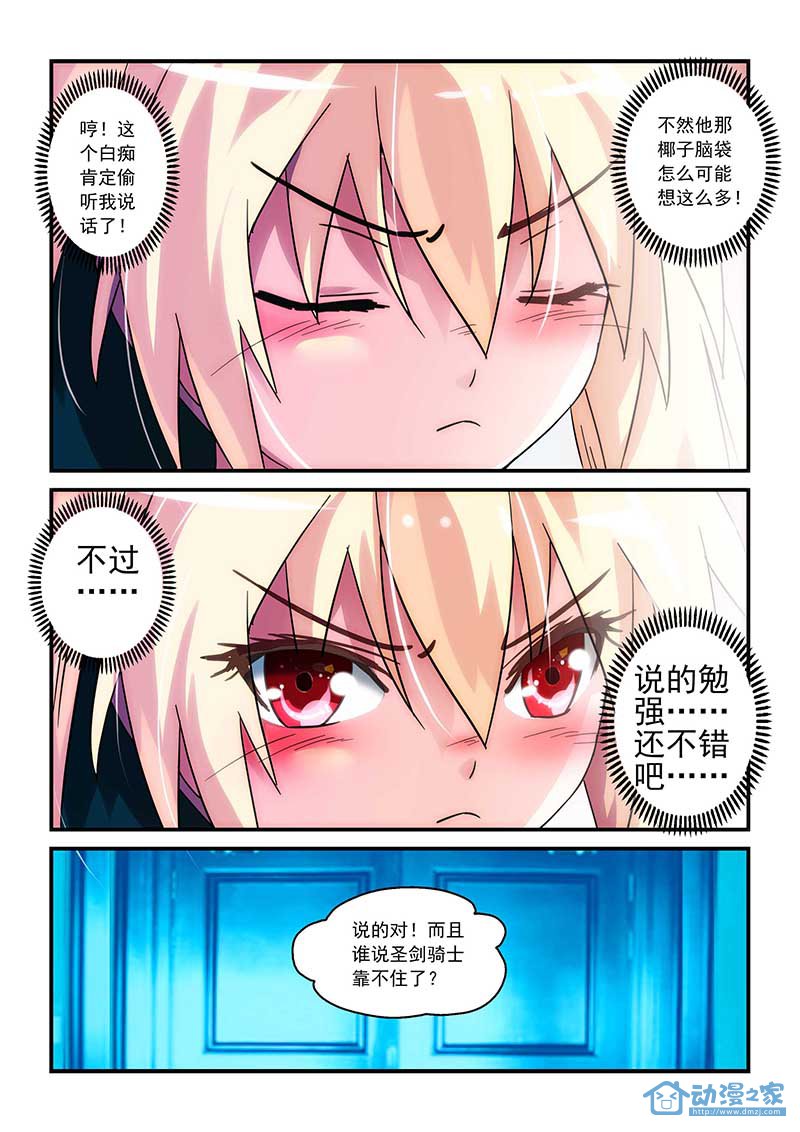 哼！这
个白痴
肯定偷
听我说
话了！
不然他那
椰子脑袋
怎么可能
想这么多！
不过
……
说的勉
强……
还不错
吧……
说的对！而且
谁说圣剑骑士
靠不住了？
动漫之家
http://www.dmzj.com